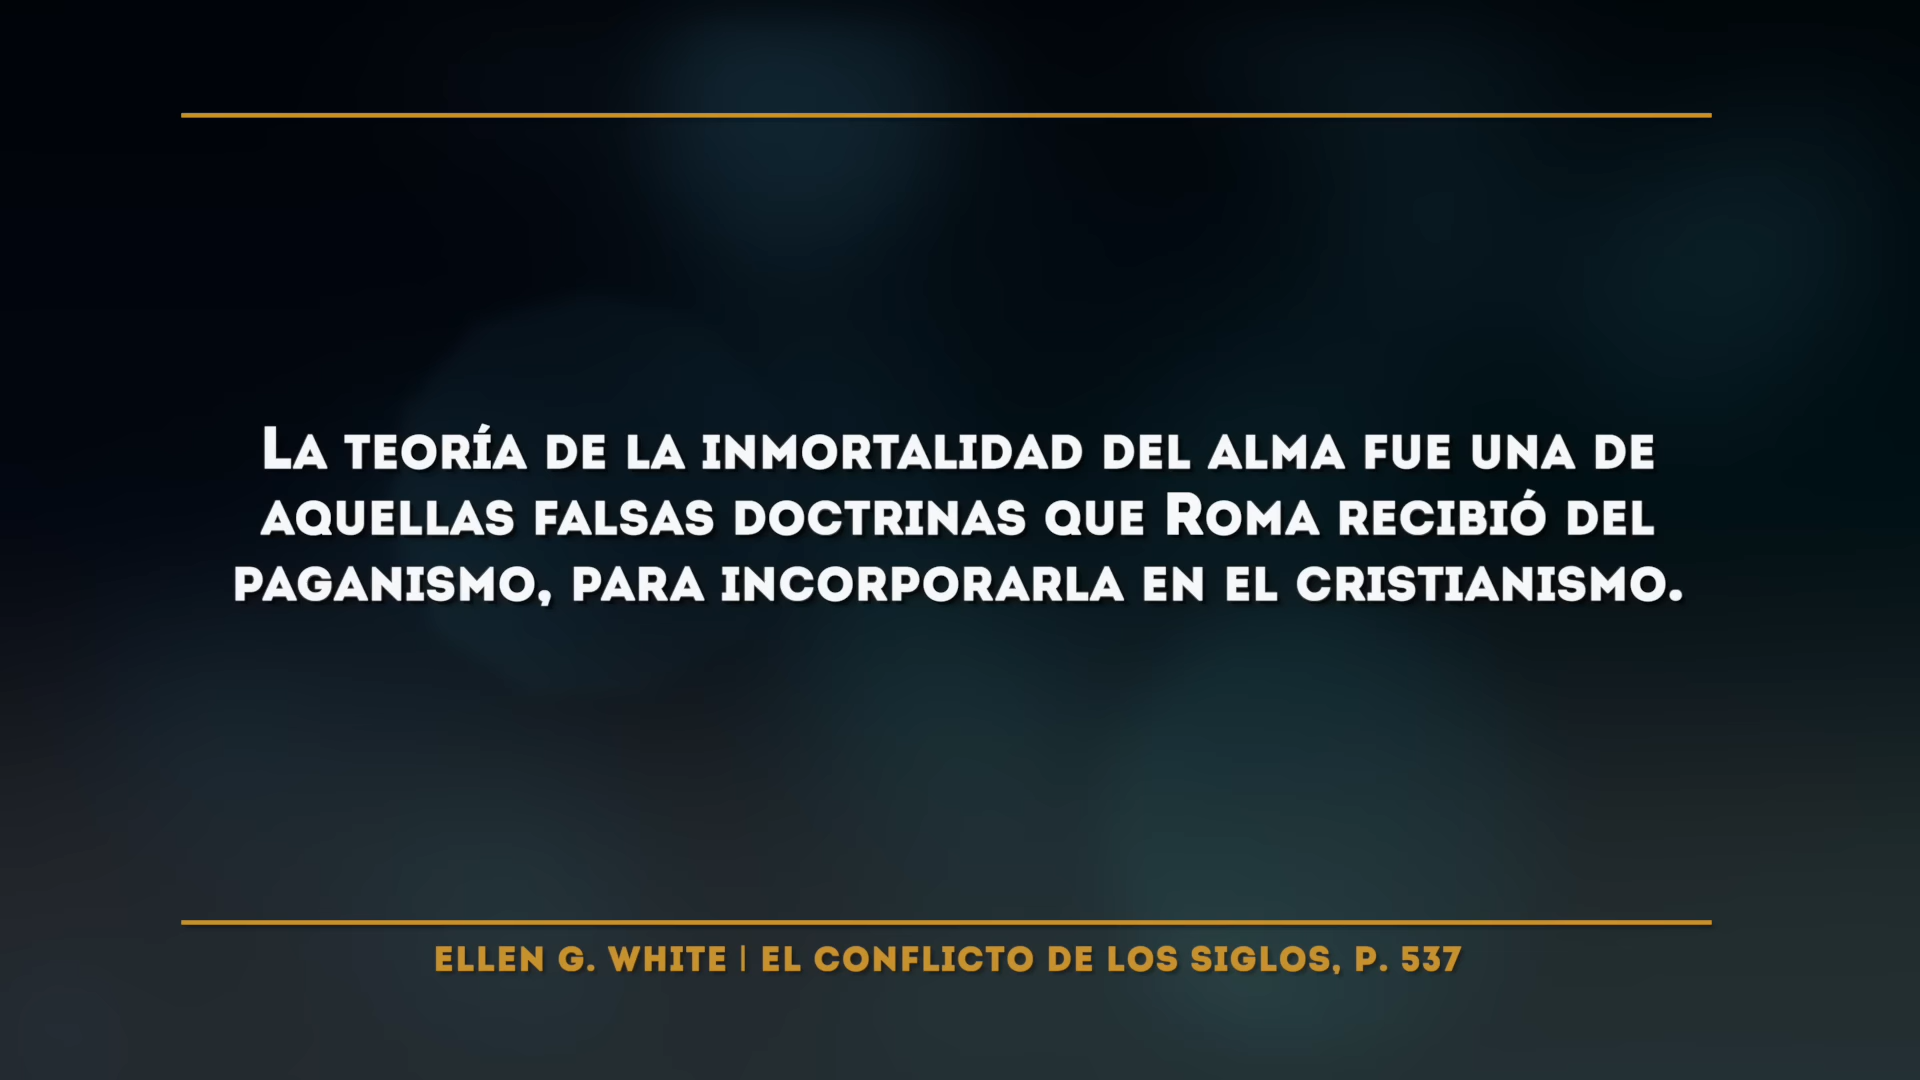 La teoría de la inmortalidad del alma fue una de
aquellas falsas doctrinas que Roma recibió del
paganismo, para incorporarla en el cristianismo.
ELLEN G. WHITE | EL CONFLICTO DE LOS SIGLOS, P. 537